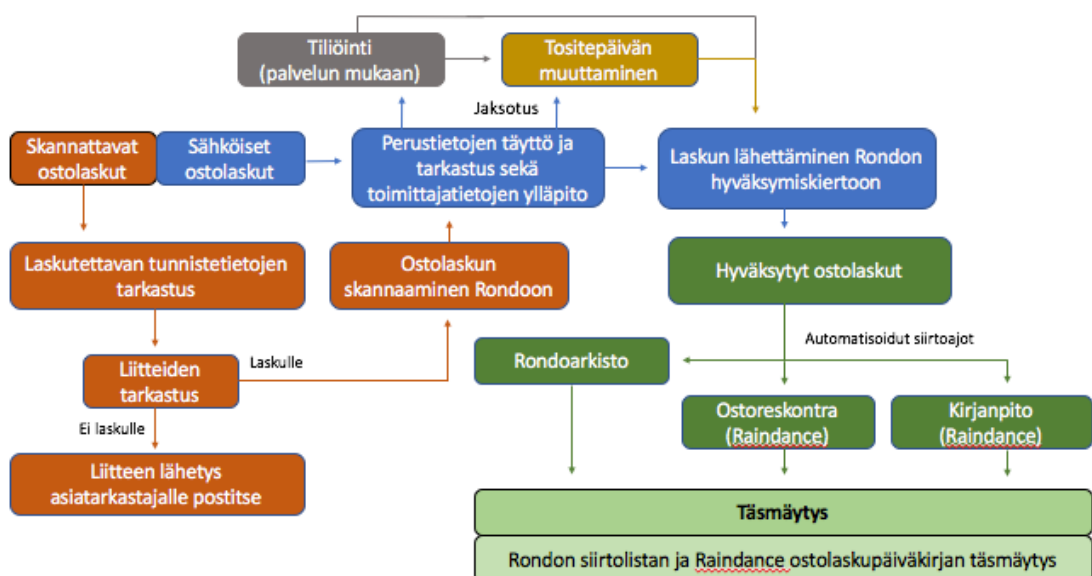 Tiliöinti
(palvelun mukaan)
Tositepäivän
muuttaminen
Jaksotus
Skannattavat
ostolaskut
Sähköiset
ostolaskut
Perustietojen täyttö ja
tarkastus sekä
toimittajatietojen ylläpito
Laskun lähettäminen Rondon
hyväksymiskiertoon
Laskutettavan tunnistetietojen
tarkastus
Ostolaskun
skannaaminen Rondoon
Hyväksytyt ostolaskut
Automatisoidut siirtoajot
Liitteiden
tarkastus
Laskulle
Rondoarkisto
Ostoreskontra
(Raindance)
Kirjanpito
(Raindance)
Ei laskulle
Liitteen lähetys
asiatarkastajalle postitse
Täsmäytys
Rondon siirtolistan ja Raindance ostolaskupäiväkirjan täsmäytys